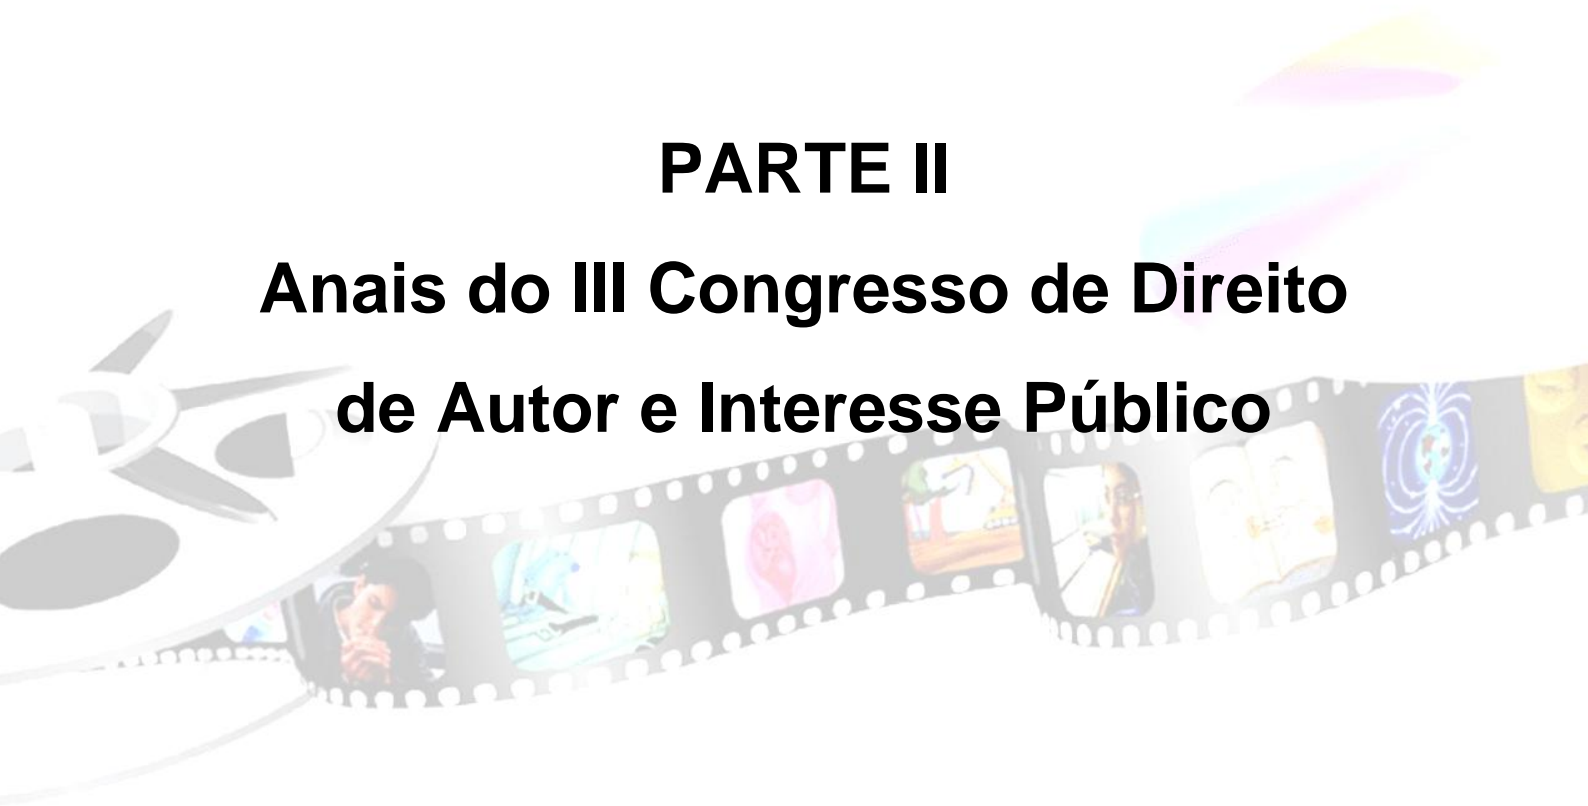 PARTE II
Anais do III Congresso de Direito
de Autor e Interesse Público